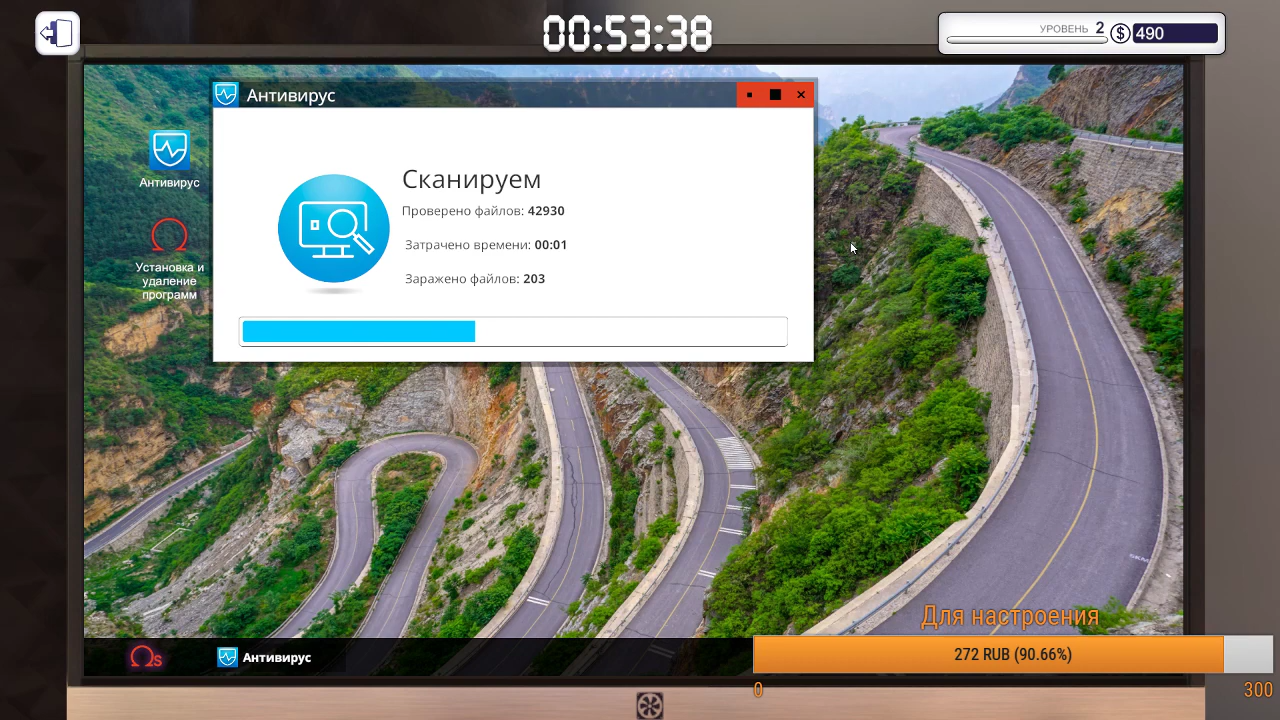 00:53:38
УРОВЕНЬ 2
$ 490
Антивирус
Сканируем
Проверено файлов: 42930
Затрачено времени: 00:01
Заражено файлов: 203
Антивирус
Установка и
удаление
программ
Для настроения
272 RUB (90.66%)
0
300
Ωs
Антивирус